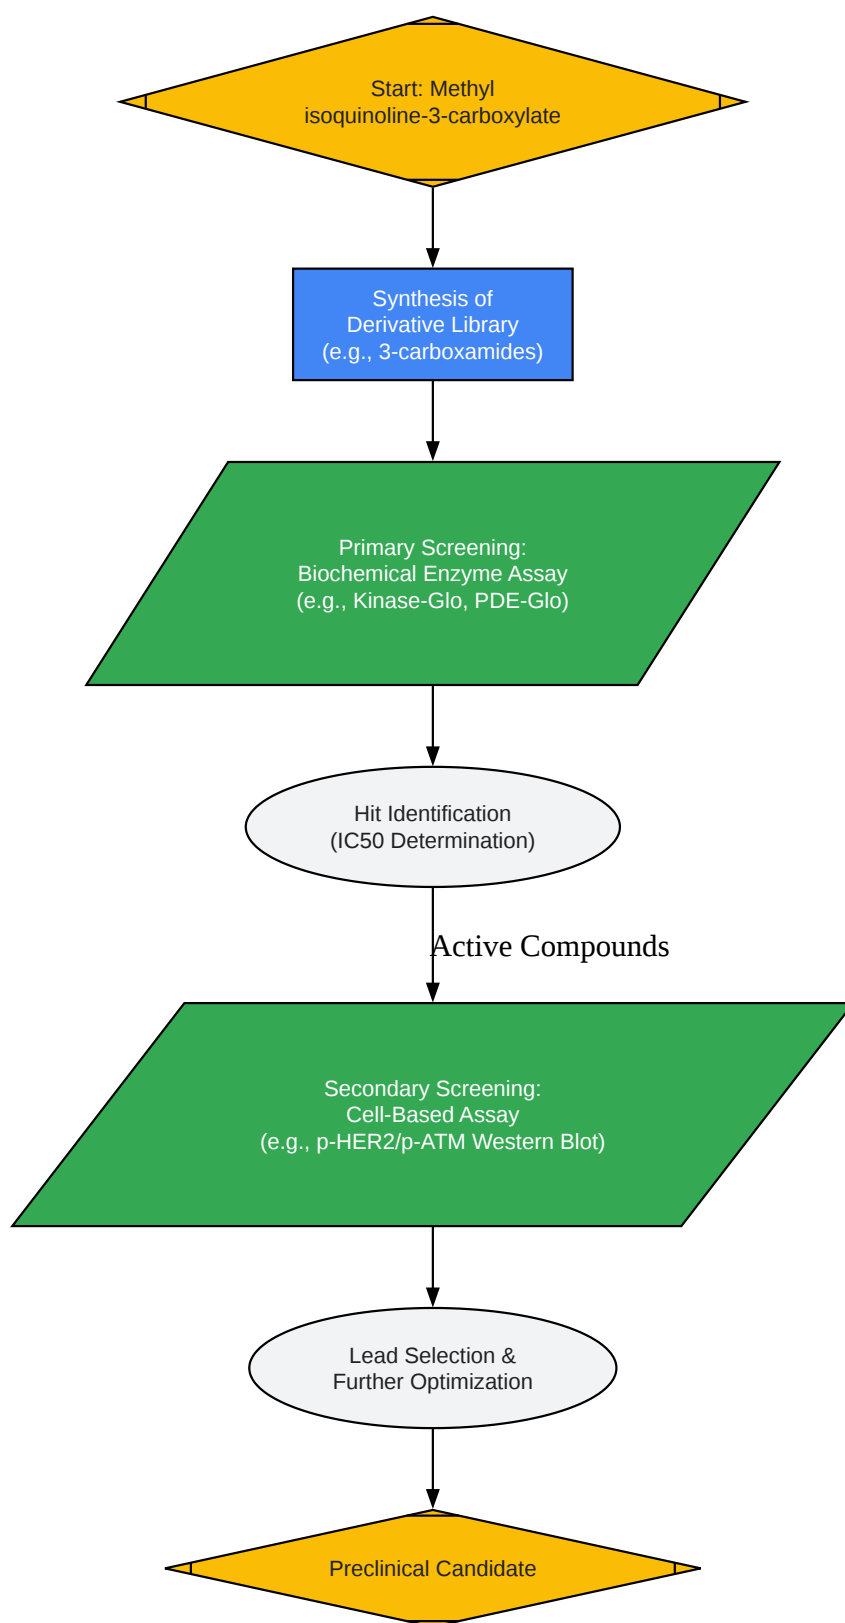 Start: Methyl
isoquinoline-3-carboxylate
Synthesis of
Derivative Library
(e.g., 3-carboxamides)
Primary Screening:
Biochemical Enzyme Assay
(e.g., Kinase-Glo, PDE-Glo)
Hit Identification
(IC50 Determination)
Active Compounds
Secondary Screening:
Cell-Based Assay
(e.g., p-HER2/p-ATM Western Blot)
Lead Selection &
Further Optimization
Preclinical Candidate